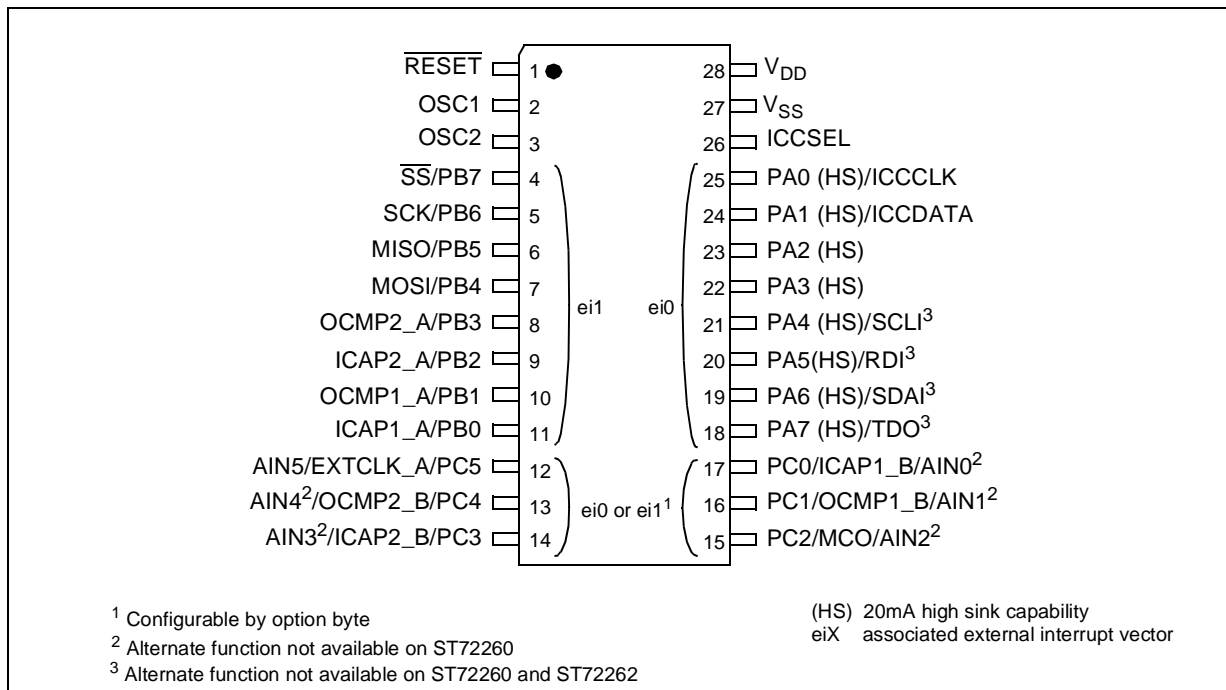 RESET 1 28 VDD
OSC1 2 27 VSS
OSC2 3 26 ICCSEL
SS/PB7 4 25 PA0 (HS)/ICCCLK
SCK/PB6 5 24 PA1 (HS)/ICCDATA
MISO/PB5 6 23 PA2 (HS)
MOSI/PB4 7 22 PA3 (HS)
ei1 ei0
OCMP2_A/PB3 8 21 PA4 (HS)/SCLI³
ICAP2_A/PB2 9 20 PA5(HS)/RDI³
OCMP1_A/PB1 10 19 PA6 (HS)/SDAI³
ICAP1_A/PB0 11 18 PA7 (HS)/TDO³
AIN5/EXTCLK_A/PC5 12 17 PC0/ICAP1_B/AIN0²
AIN4²/OCMP2_B/PC4 13 ei0 or ei1¹ 16 PC1/OCMP1_B/AIN1²
AIN3²/ICAP2_B/PC3 14 15 PC2/MCO/AIN2²
¹ Configurable by option byte
² Alternate function not available on ST72260
³ Alternate function not available on ST72260 and ST72262
(HS) 20mA high sink capability
eiX associated external interrupt vector